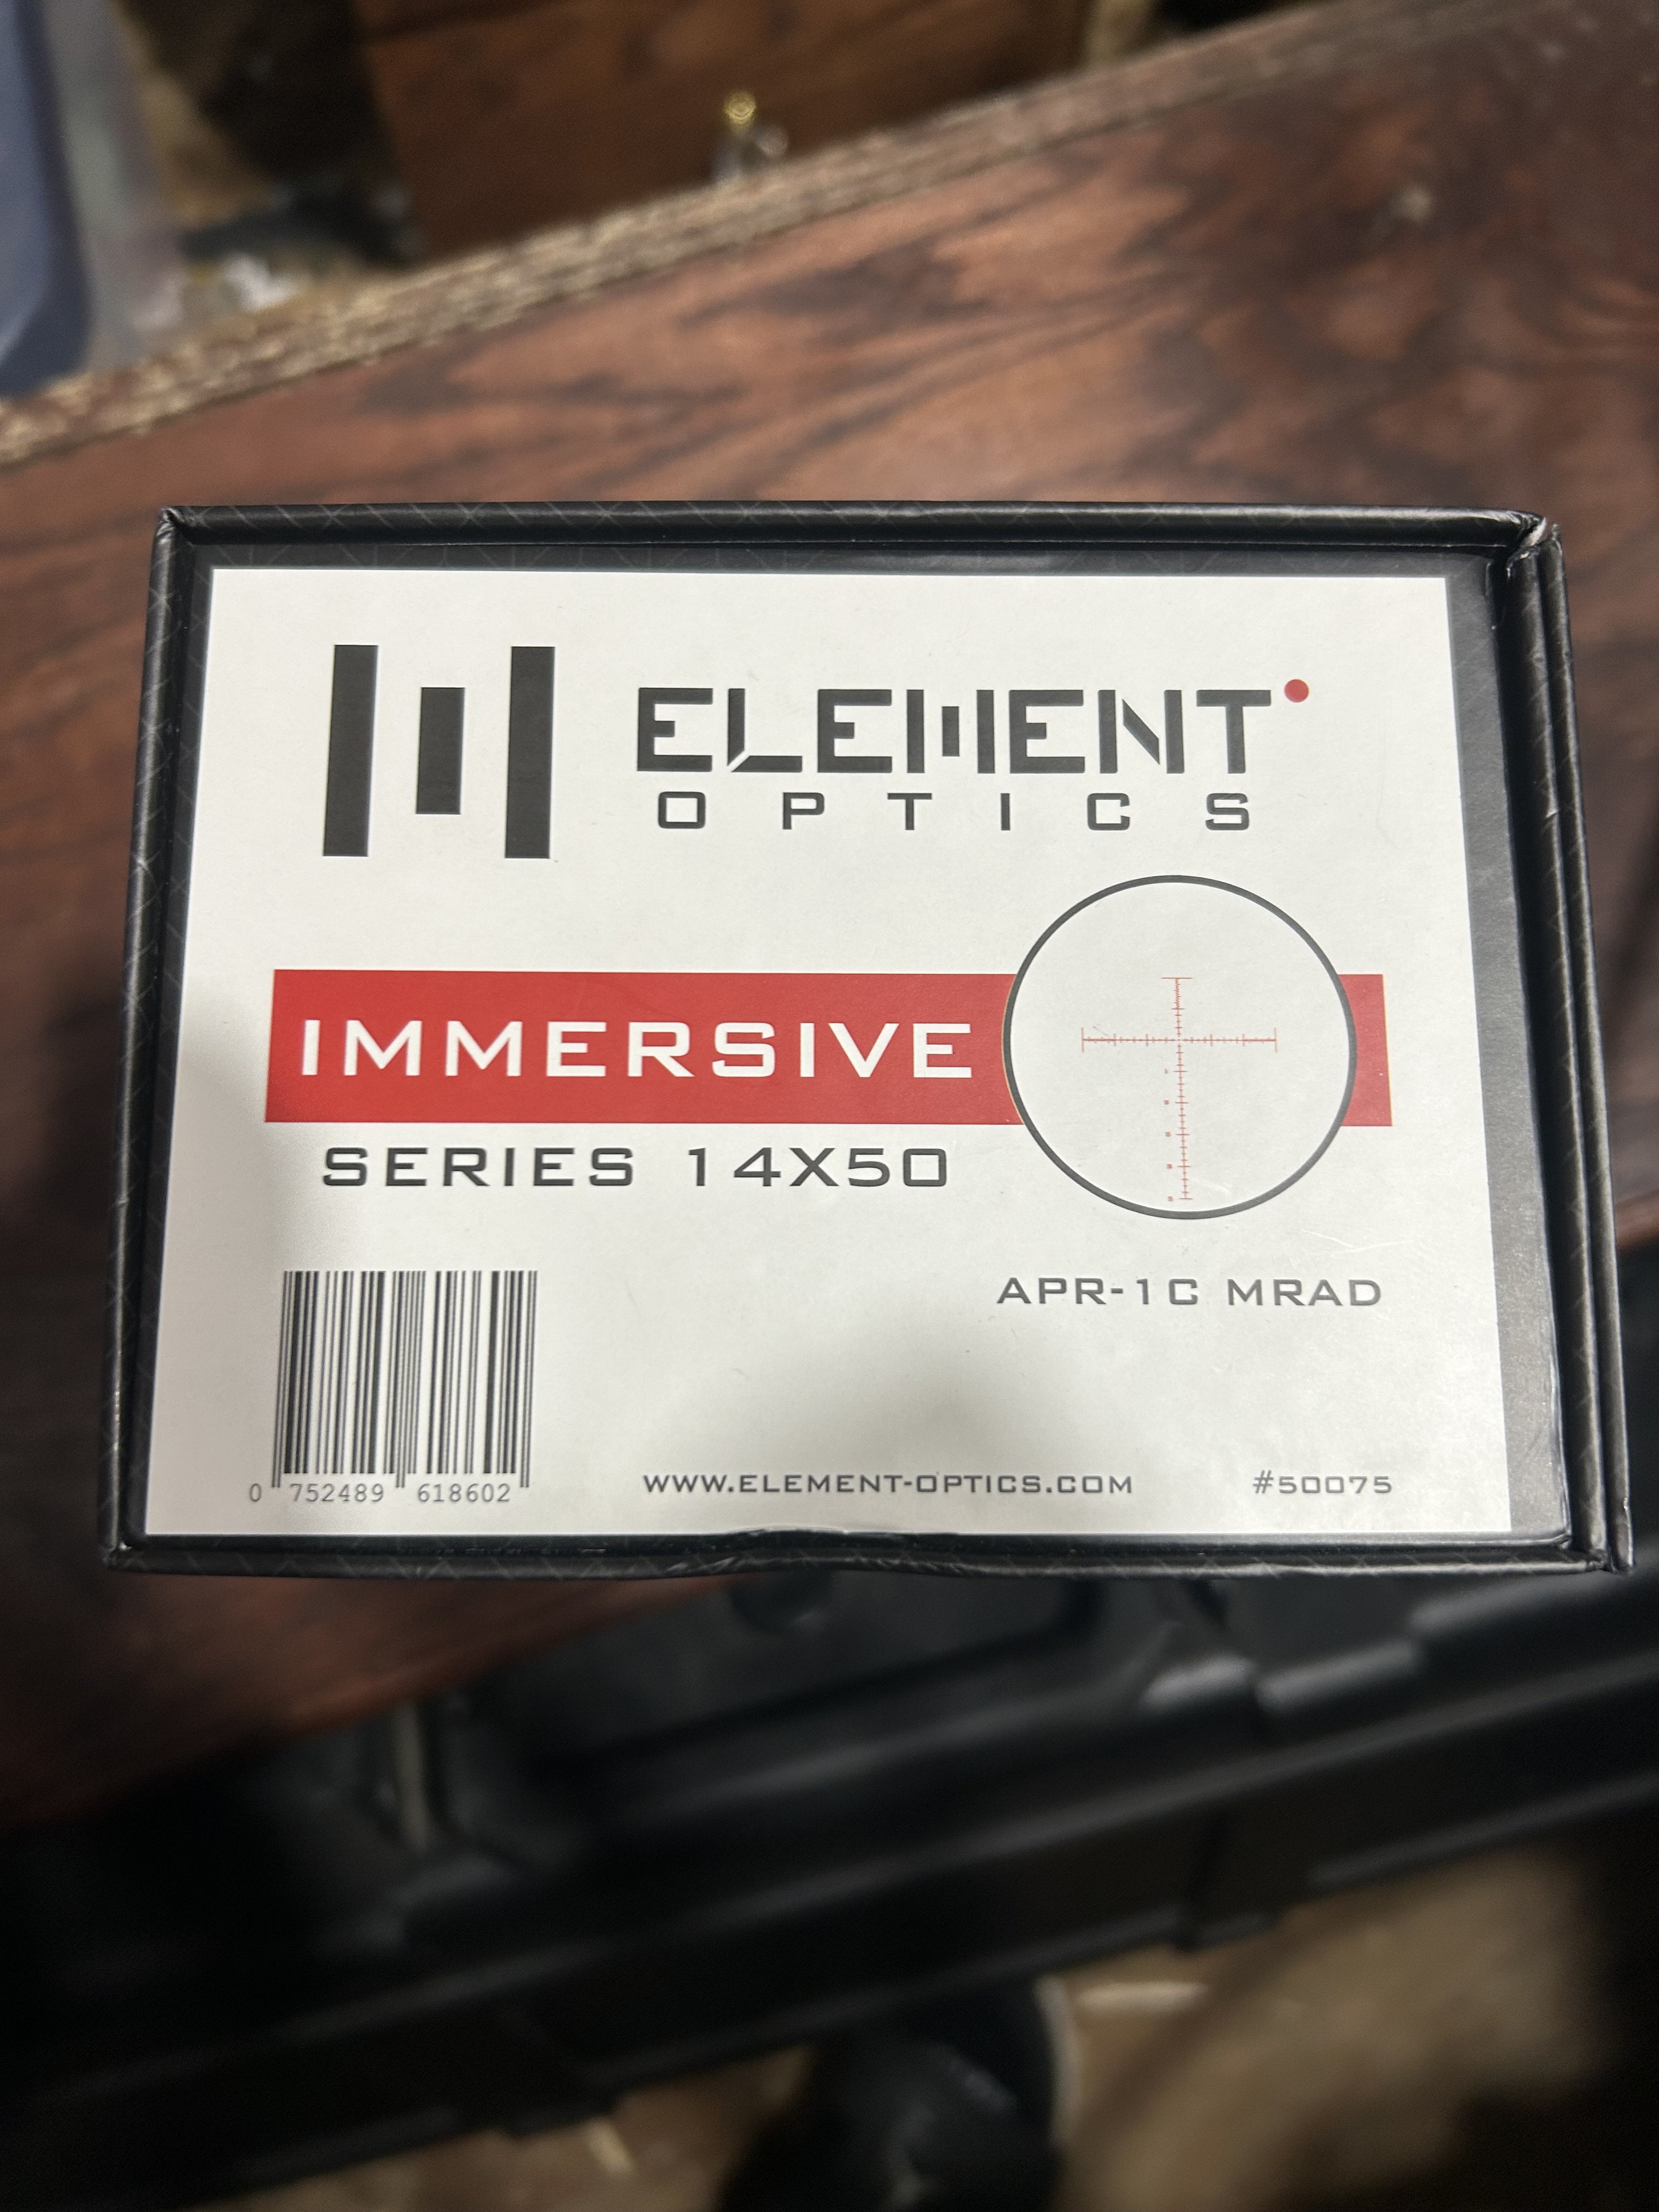 ELEMENT
OPTICS
IMMERSIVE
SERIES 14X50
APR-1C MRAD
0 752489 618602
WWW.ELEMENT-OPTICS.COM
#50075